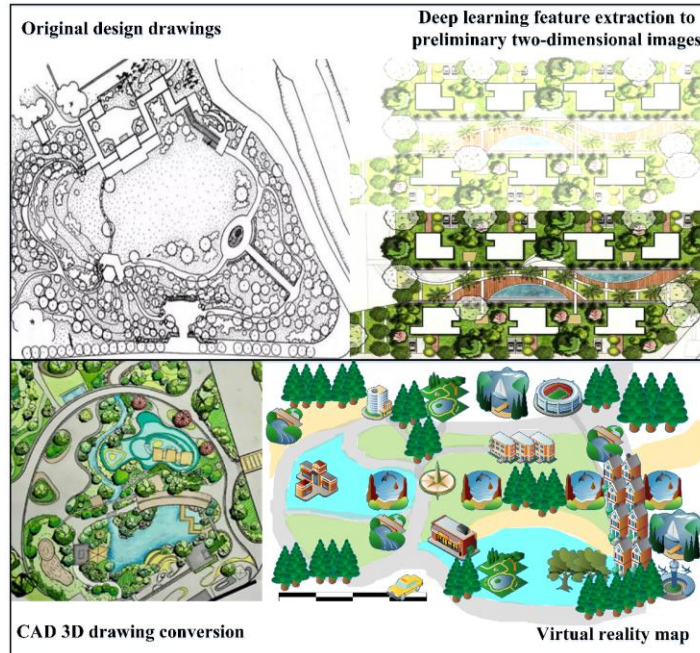 Original design drawings
Deep learning feature extraction to
preliminary two-dimensional images
CAD 3D drawing conversion
Virtual reality map